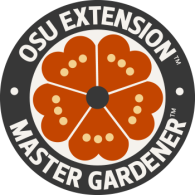 OSU EXTENSION™
MASTER GARDENER™